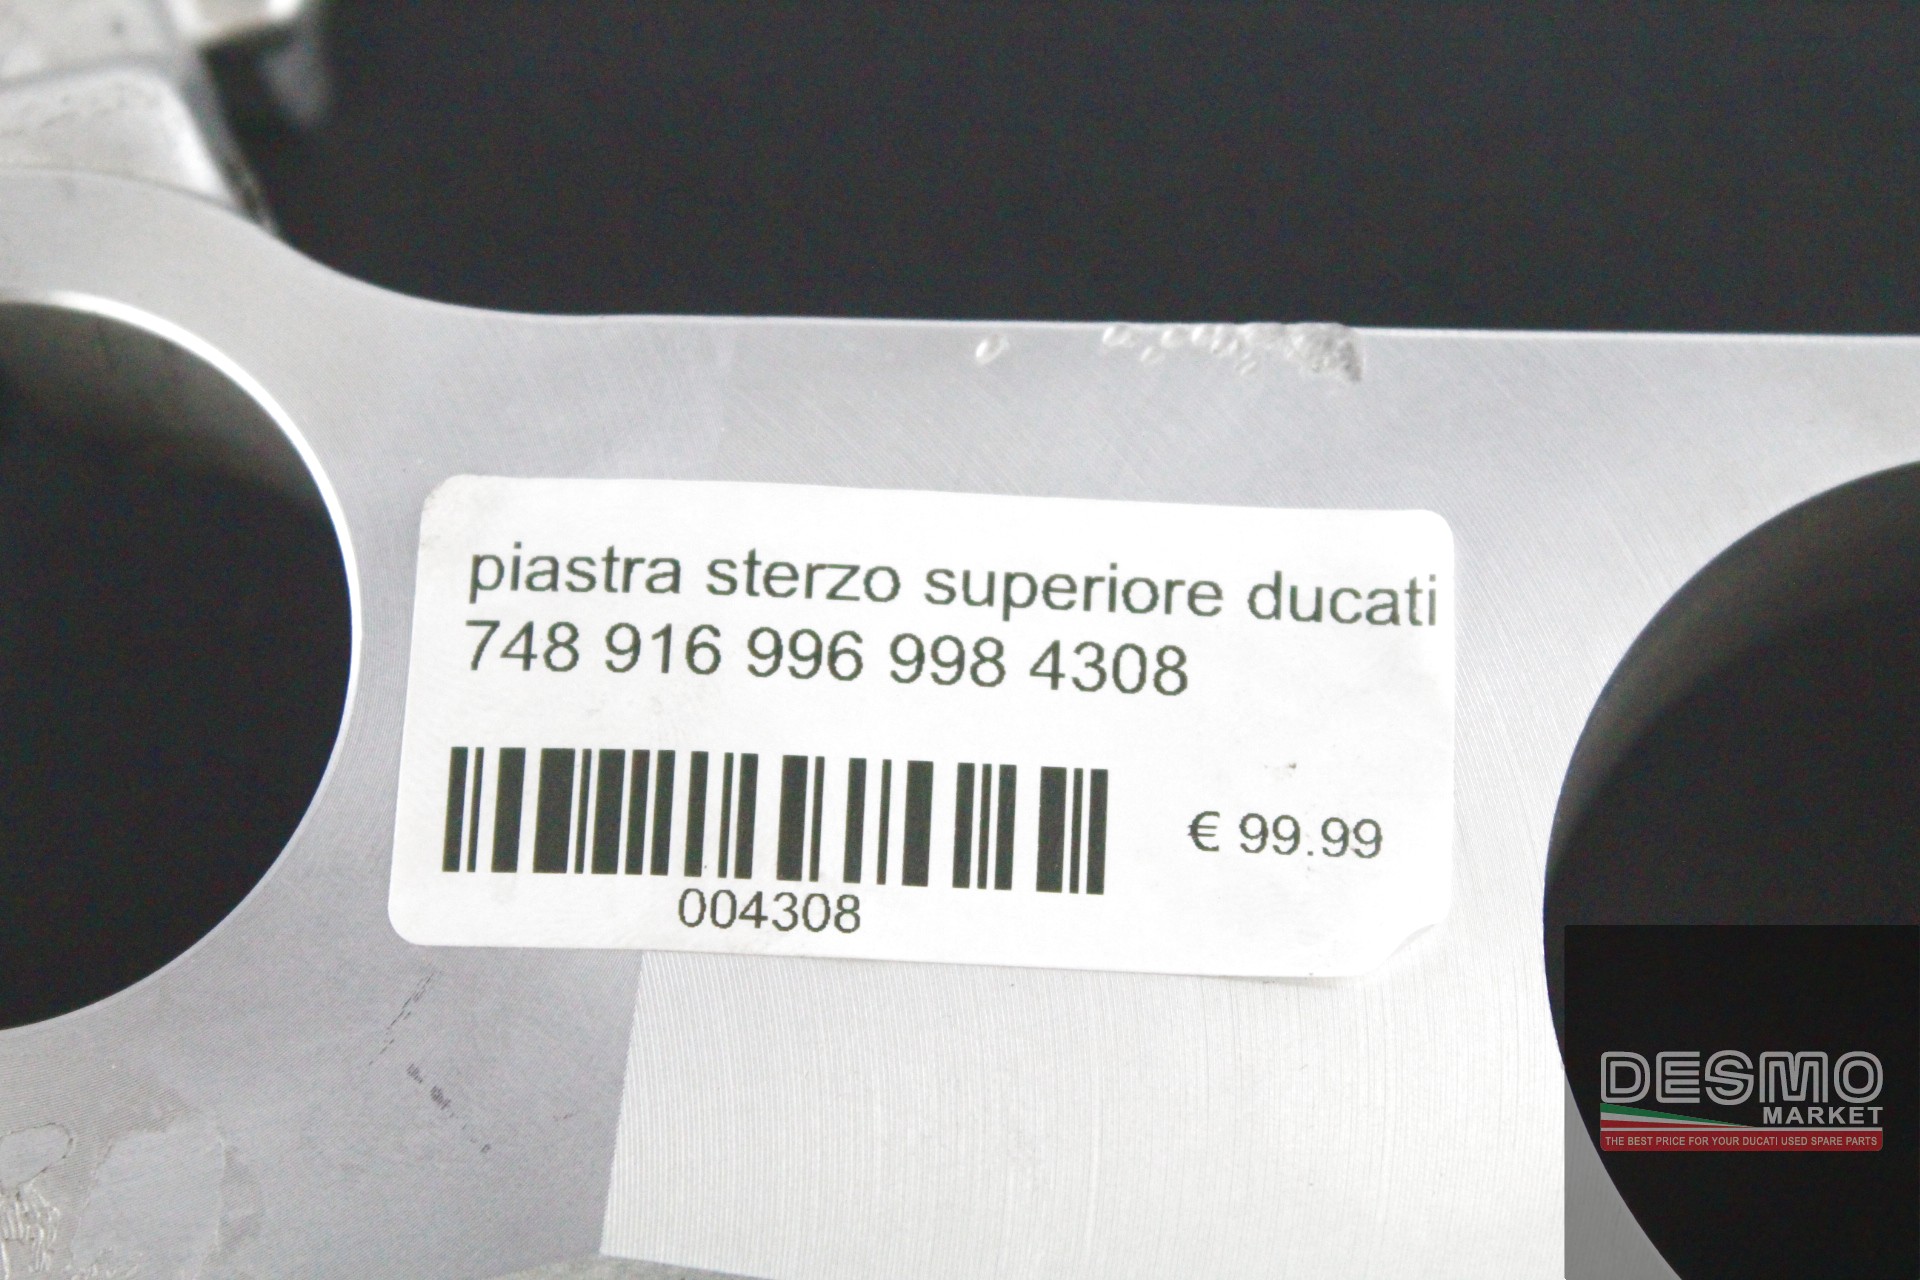 piastra sterzo superiore ducati
748 916 996 998 4308
€ 99.99
004308
DESMO
MARKET
THE BEST PRICE FOR YOUR DUCATI USED SPARE PARTS